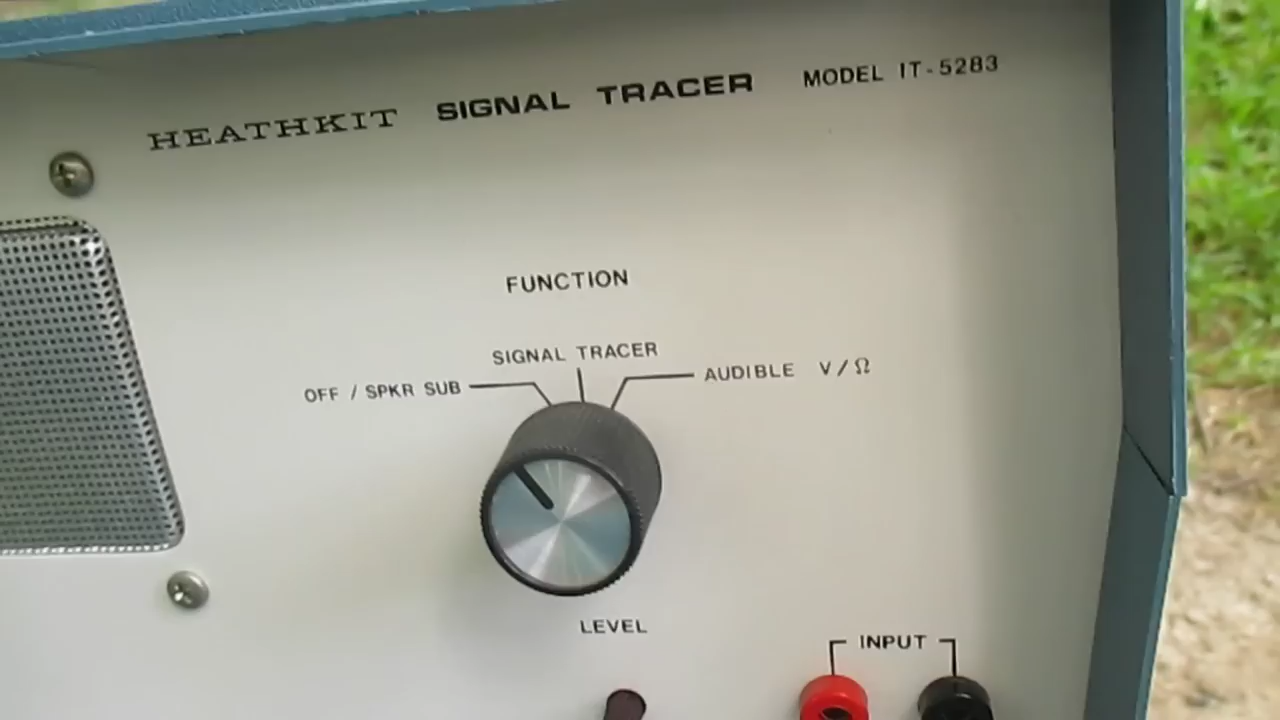 HEATHKIT SIGNAL TRACER MODEL IT-5283
FUNCTION
SIGNAL TRACER
OFF / SPKR SUB
AUDIBLE V/Ω
LEVEL
INPUT